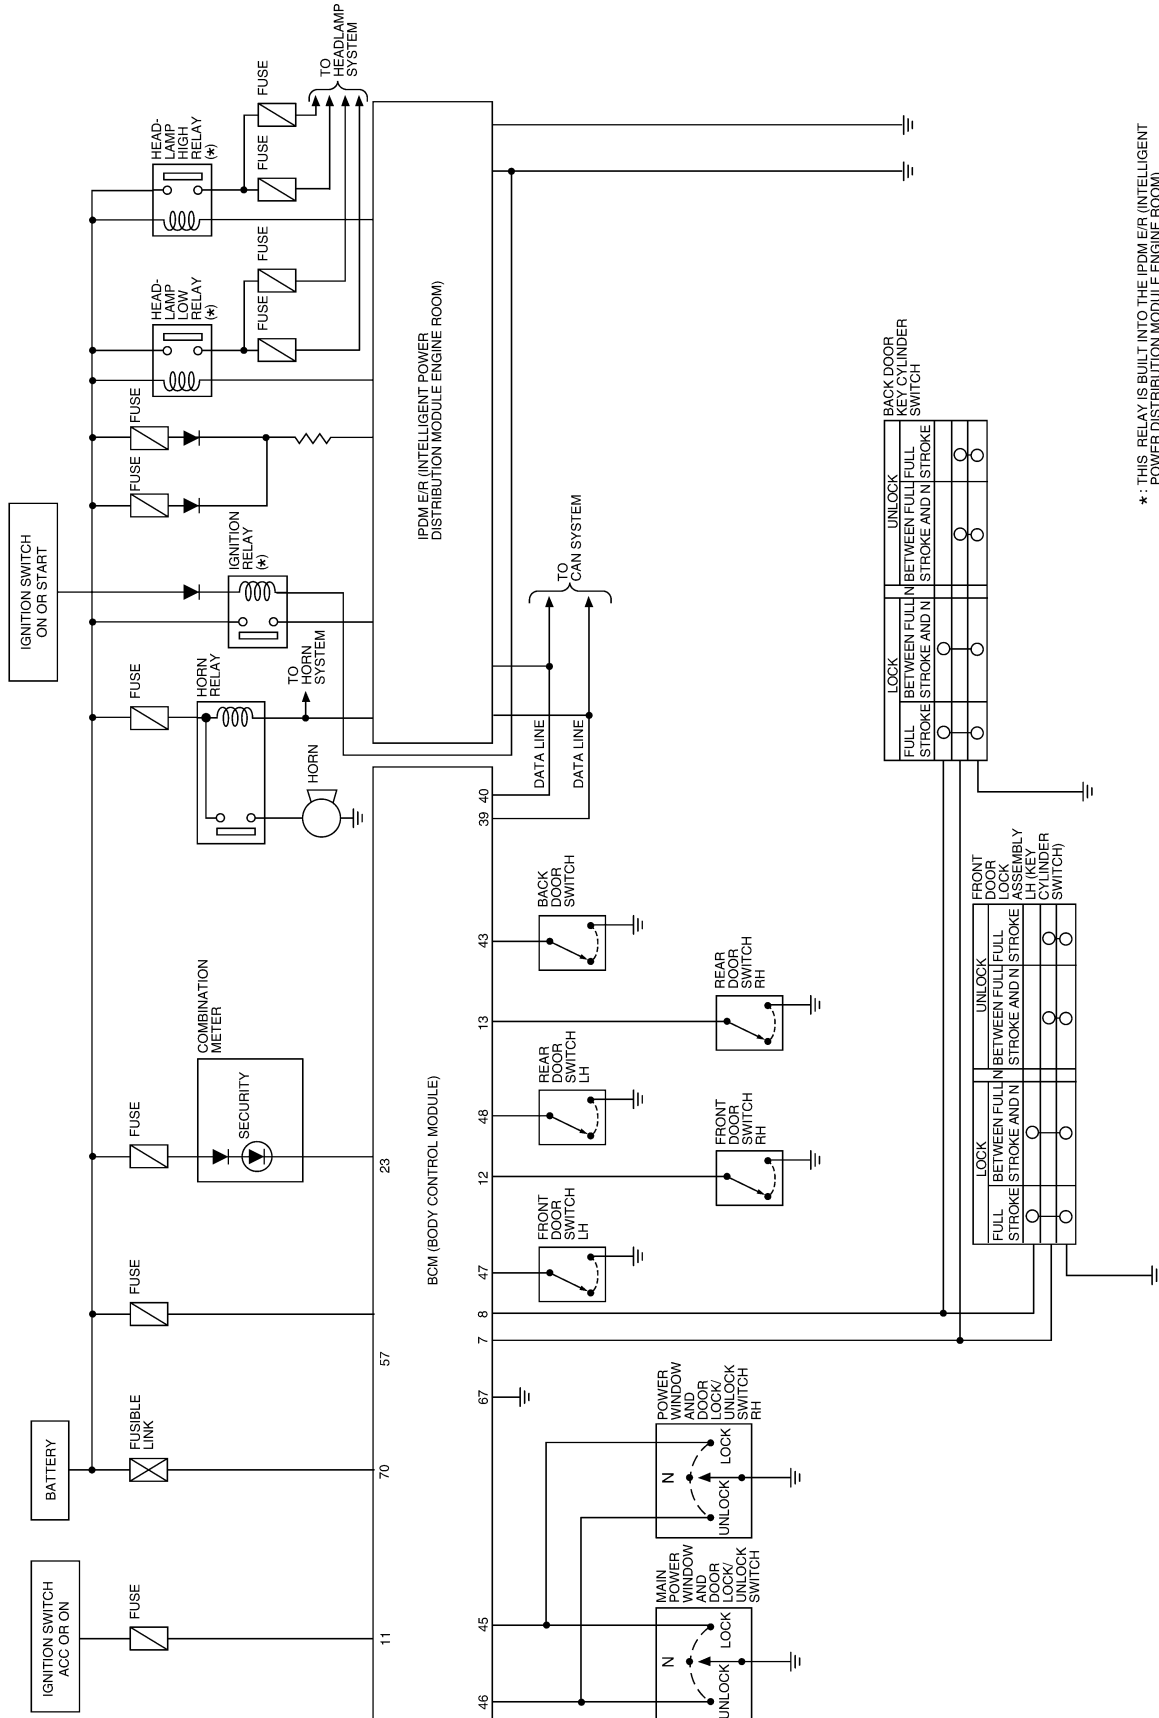 IGNITION SWITCH
ACC OR ON
BATTERY
IGNITION SWITCH
ON OR START
FUSE
FUSIBLE
LINK
FUSE
FUSE
FUSE
FUSE
FUSE
COMBINATION
METER
SECURITY
HORN
RELAY
HORN
TO
HORN
SYSTEM
IGNITION
RELAY
(*)
HEAD-
LAMP
LOW
RELAY
(*)
HEAD-
LAMP
HIGH
RELAY
(*)
FUSE
FUSE
FUSE
FUSE
TO
HEADLAMP
SYSTEM
11
70
57
23
BCM (BODY CONTROL MODULE)
IPDM E/R (INTELLIGENT POWER
DISTRIBUTION MODULE ENGINE ROOM)
46
45
67
7
8
47
12
48
13
43
39
40
DATA LINE
DATA LINE
TO
CAN SYSTEM
FRONT
DOOR
SWITCH
LH
REAR
DOOR
SWITCH
LH
BACK
DOOR
SWITCH
FRONT
DOOR
SWITCH
RH
REAR
DOOR
SWITCH
RH
MAIN
POWER
WINDOW
AND
DOOR
LOCK/
UNLOCK
SWITCH
N
UNLOCK
LOCK
POWER
WINDOW
AND
DOOR
LOCK/
UNLOCK
SWITCH
RH
N
UNLOCK
LOCK
BACK DOOR
KEY CYLINDER
SWITCH
LOCK
UNLOCK
FULL
STROKE
BETWEEN FULL
STROKE AND N
N
BETWEEN FULL
STROKE AND N
FULL
STROKE
FRONT
DOOR
LOCK
ASSEMBLY
LH (KEY
CYLINDER
SWITCH)
LOCK
UNLOCK
FULL
STROKE
BETWEEN FULL
STROKE AND N
N
BETWEEN FULL
STROKE AND N
FULL
STROKE
* : THIS RELAY IS BUILT INTO THE IPDM E/R (INTELLIGENT
POWER DISTRIBUTION MODULE ENGINE ROOM)